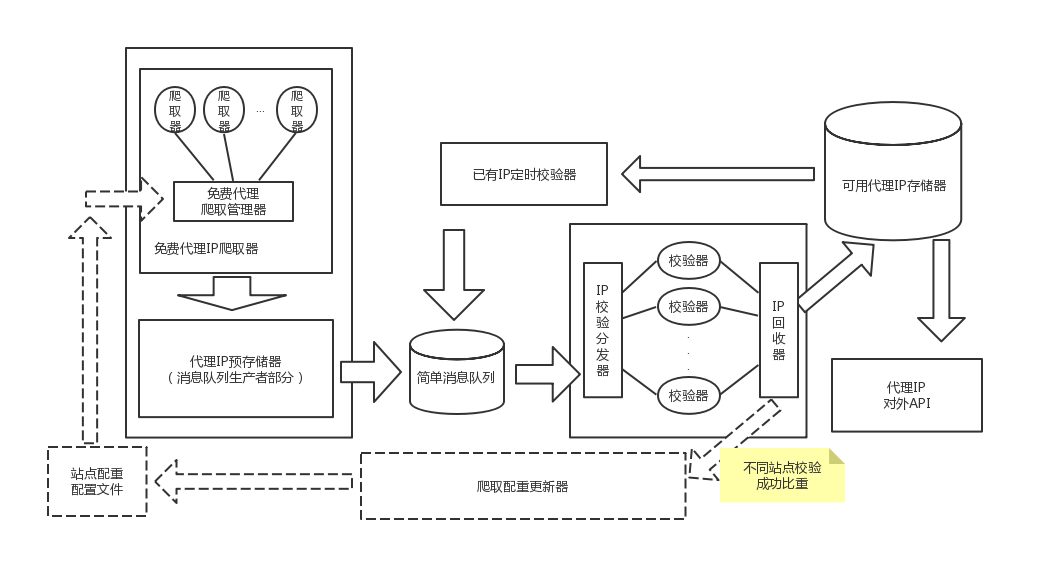 爬
取
器
爬
取
器
...
爬
取
器
免费代理
爬取管理器
免费代理IP爬取器
代理IP预存储器
（消息队列生产者部分）
已有IP定时校验器
可用代理IP存储器
简单消息队列
IP
校
验
分
发
器
校验器
校验器
.
.
.
校验器
IP
回
收
器
代理IP
对外API
站点配重
配置文件
爬取配重更新器
不同站点校验
成功比重